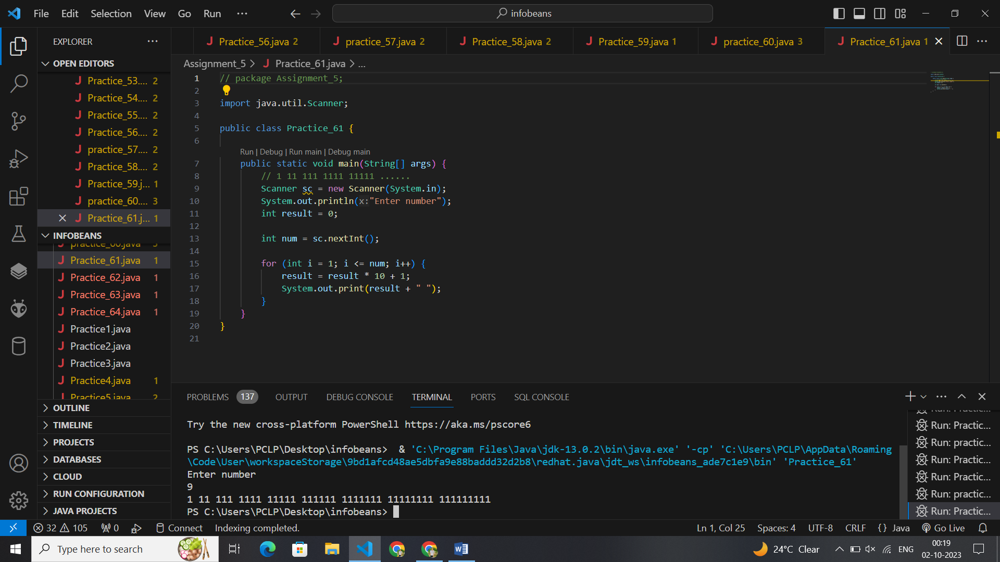 File Edit Selection View Go Run ··· infobeans
EXPLORER ···
OPEN EDITORS
Practice_53.... 2
Practice_54.... 2
Practice_55.... 2
Practice_56.... 2
practice_57.... 2
Practice_58.... 2
Practice_59.j... 1
practice_60.... 3
Practice_61.j... 1
INFOBEANS
practice_60.java 3
Practice_61.java 1
Practice_62.java 1
Practice_63.java 1
Practice_64.java 1
Practice1.java
Practice2.java
Practice3.java
Practice4.java 1
Practice5.java 2
OUTLINE
TIMELINE
PROJECTS
DATABASES
CLOUD
RUN CONFIGURATION
JAVA PROJECTS
Practice_56.java 2 practice_57.java 2 Practice_58.java 2 Practice_59.java 1 practice_60.java 3 Practice_61.java 1
Assignment_5 > Practice_61.java > ...
1 // package Assignment_5;
2
3 import java.util.Scanner;
4
5 public class Practice_61 {
6
Run | Debug | Run main | Debug main
7 public static void main(String[] args) {
8 // 1 11 111 1111 11111 ......
9 Scanner sc = new Scanner(System.in);
10 System.out.println(x:"Enter number");
11 int result = 0;
12
13 int num = sc.nextInt();
14
15 for (int i = 1; i <= num; i++) {
16 result = result * 10 + 1;
17 System.out.print(result + " ");
18 }
19 }
20 }
21
PROBLEMS 137 OUTPUT DEBUG CONSOLE TERMINAL PORTS SQL CONSOLE
Try the new cross-platform PowerShell https://aka.ms/pscore6
PS C:\Users\PCLP\Desktop\infobeans> & 'C:\Program Files\Java\jdk-13.0.2\bin\java.exe' '-cp' 'C:\Users\PCLP\AppData\Roaming
\Code\User\workspaceStorage\9bd1afcd48ae5dbfa9e88baddd32d2b8\redhat.java\jdt_ws\infobeans_ade7c1e9\bin' 'Practice_61'
Enter number
9
1 11 111 1111 11111 111111 1111111 11111111 111111111
PS C:\Users\PCLP\Desktop\infobeans>
Run: Practic...
Run: practic...
Run: Practic...
Run: Practic...
Run: practic...
Run: Practic...
32 105 0 Connect Indexing completed. Ln 1, Col 25 Spaces: 4 UTF-8 CRLF {} Java Go Live
Type here to search 24°C Clear ENG 00:19
02-10-2023